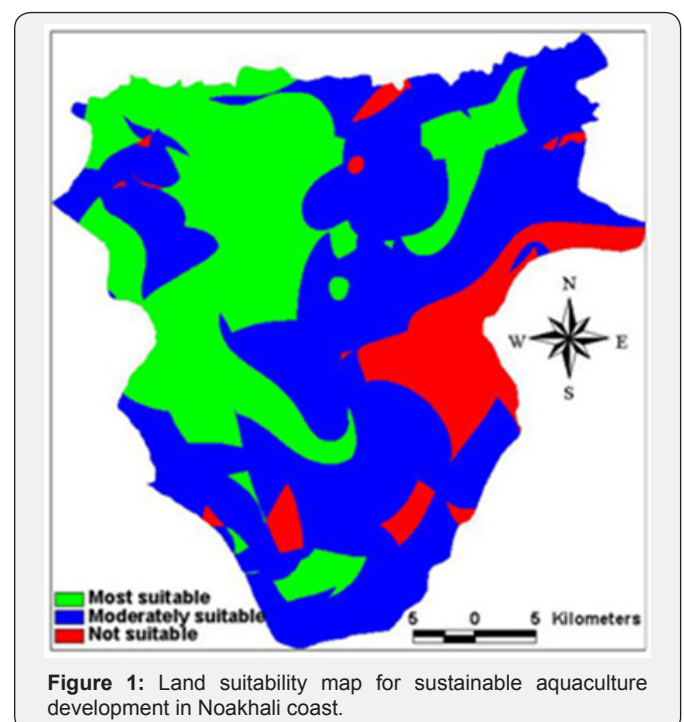 N
W E
S
Most suitable
Moderately suitable
Not suitable
5 0 5 Kilometers
Figure 1: Land suitability map for sustainable aquaculture
development in Noakhali coast.